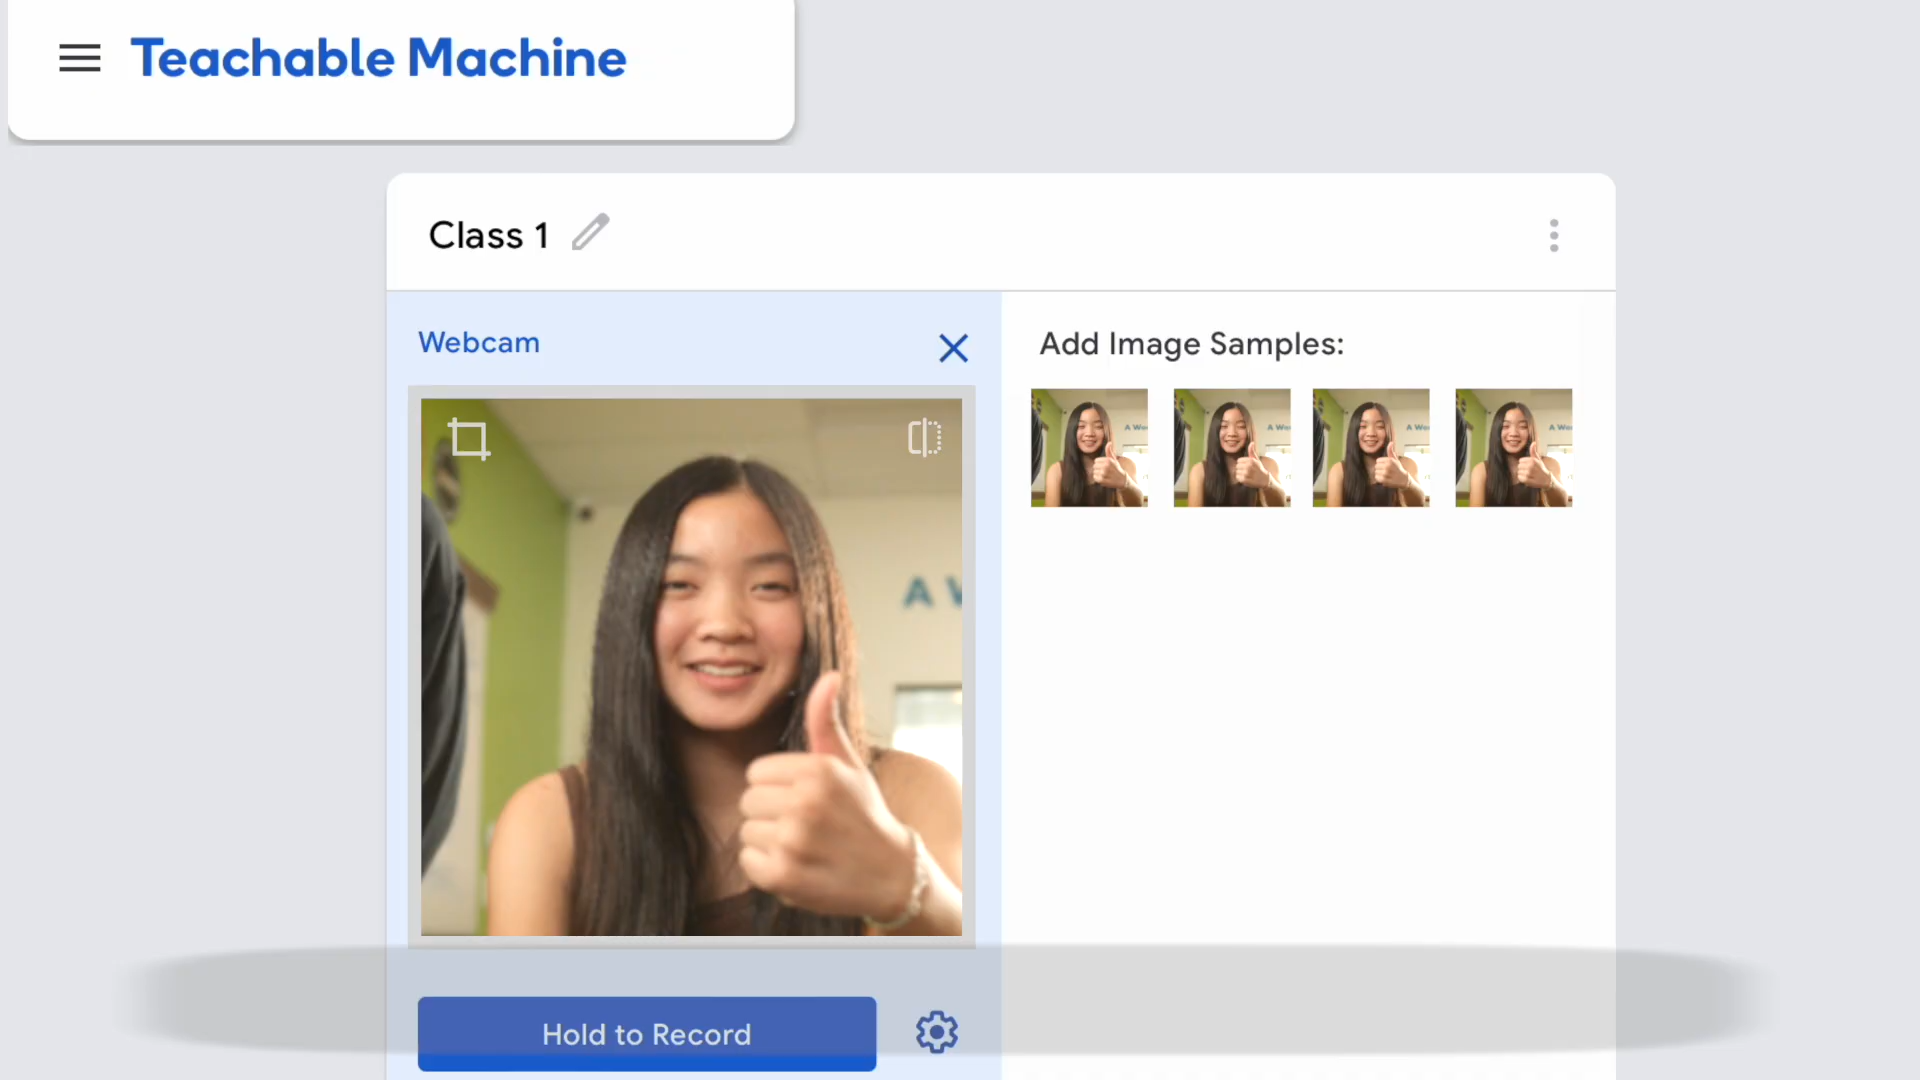 Teachable Machine
Class 1
Webcam
Add Image Samples:
A W
Hold to Record